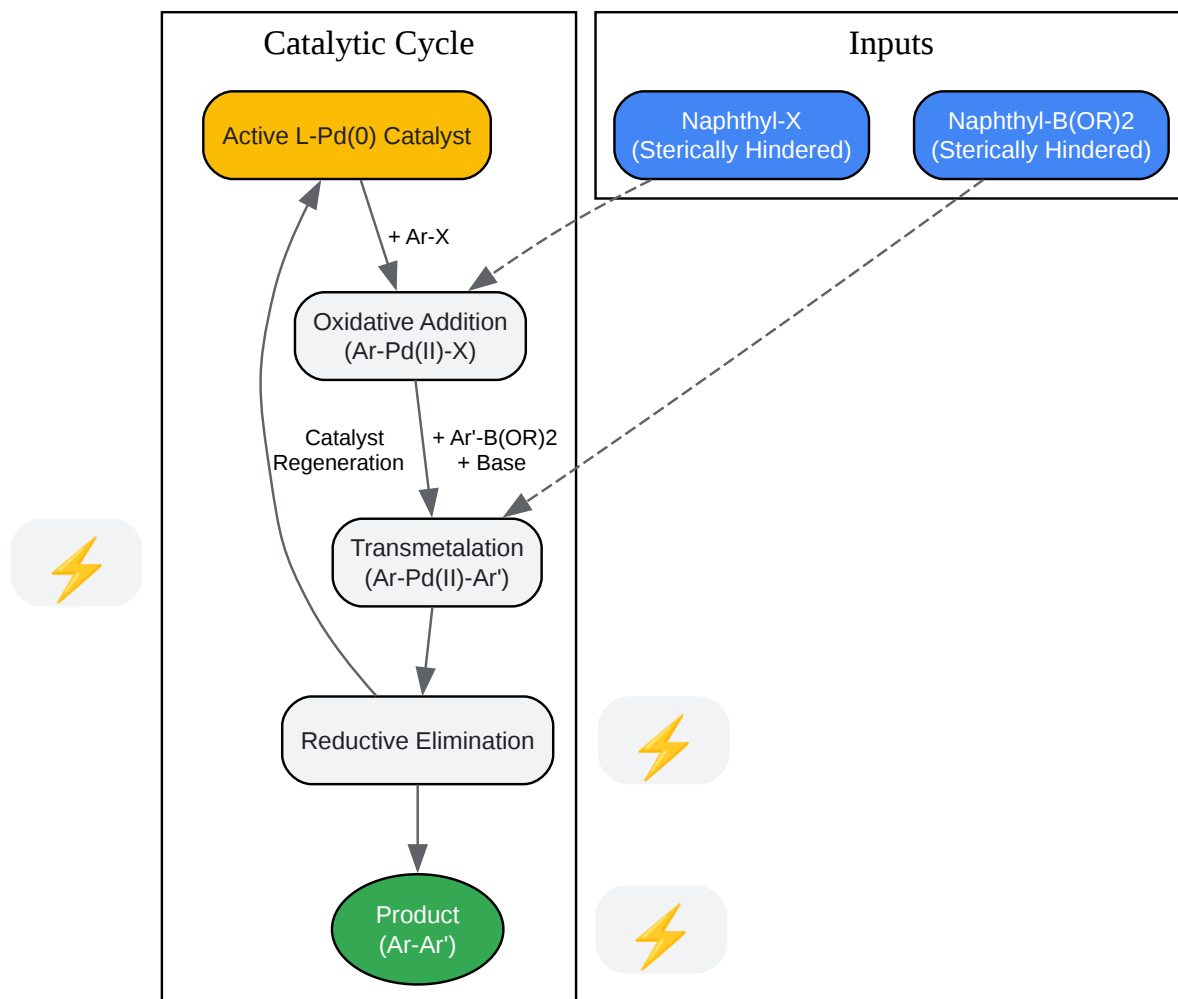 Catalytic Cycle
Inputs
Active L-Pd(0) Catalyst
Naphthyl-X
(Sterically Hindered)
Naphthyl-B(OR)2
(Sterically Hindered)
+ Ar-X
Oxidative Addition
(Ar-Pd(II)-X)
Catalyst
Regeneration
+ Ar'-B(OR)2
+ Base
Transmetalation
(Ar-Pd(II)-Ar')
Reductive Elimination
Product
(Ar-Ar')